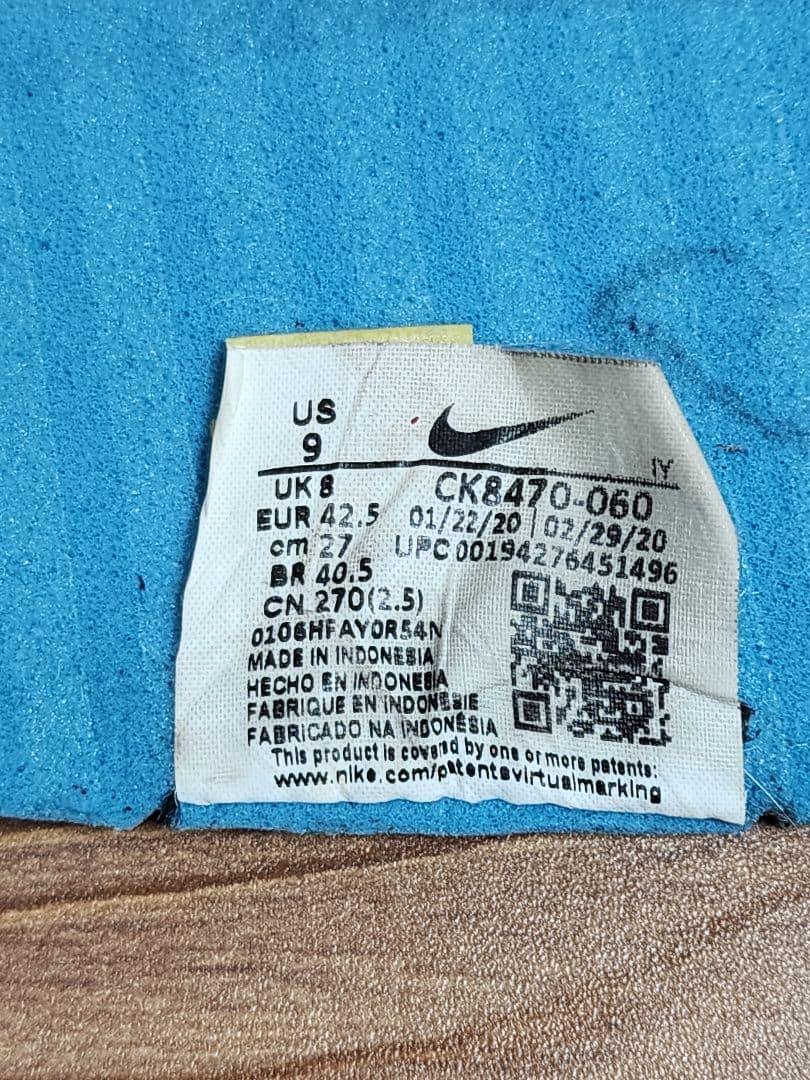 US
9
IY
UK 8
CK8470-060
EUR 42.5
01/22/20 | 02/29/20
cm 27
UPC 00194276451496
BR 40.5
CN 270(2.5)
0106HFAY0R54N
MADE IN INDONESIA
HECHO EN INDONESIA
FABRIQUE EN INDONESIE
FABRICADO NA INDONÉSIA
This product is covered by one or more patents:
www.nike.com/patentsvirtualmarking